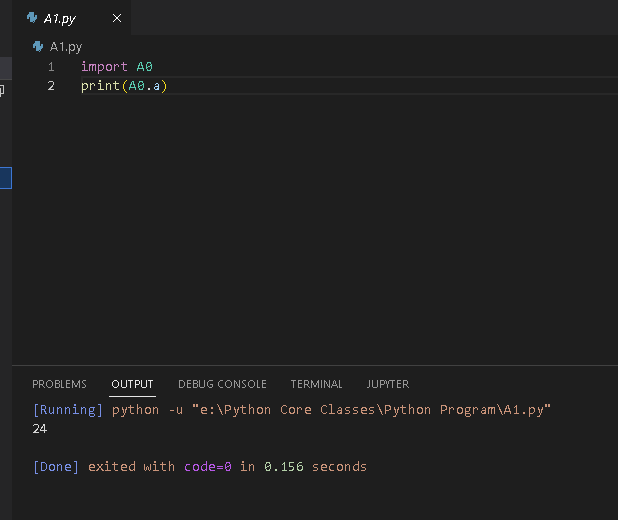 A1.py
A1.py
1 import A0
2 print(A0.a)
PROBLEMS OUTPUT DEBUG CONSOLE TERMINAL JUPYTER
[Running] python -u "e:\Python Core Classes\Python Program\A1.py"
24
[Done] exited with code=0 in 0.156 seconds